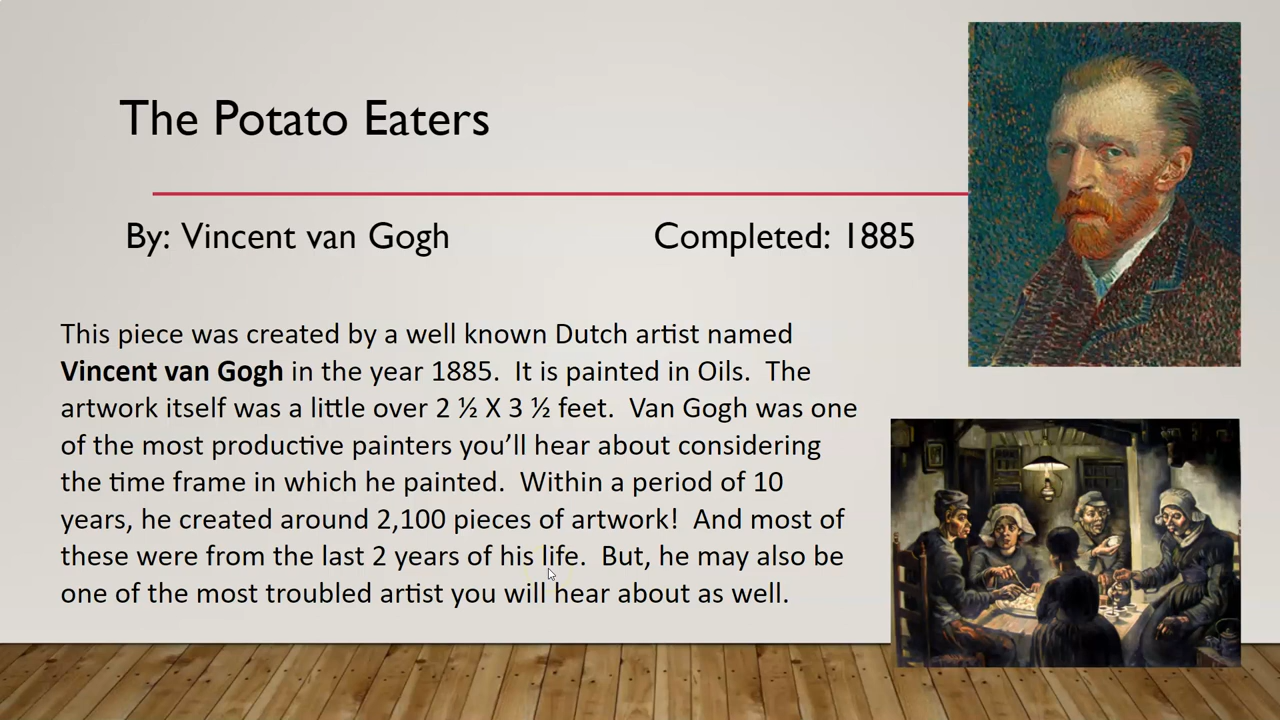 The Potato Eaters
By: Vincent van Gogh
Completed: 1885
This piece was created by a well known Dutch artist named
Vincent van Gogh in the year 1885.  It is painted in Oils.  The
artwork itself was a little over 2 ½ X 3 ½ feet.  Van Gogh was one
of the most productive painters you’ll hear about considering
the time frame in which he painted.  Within a period of 10
years, he created around 2,100 pieces of artwork!  And most of
these were from the last 2 years of his life.  But, he may also be
one of the most troubled artist you will hear about as well.